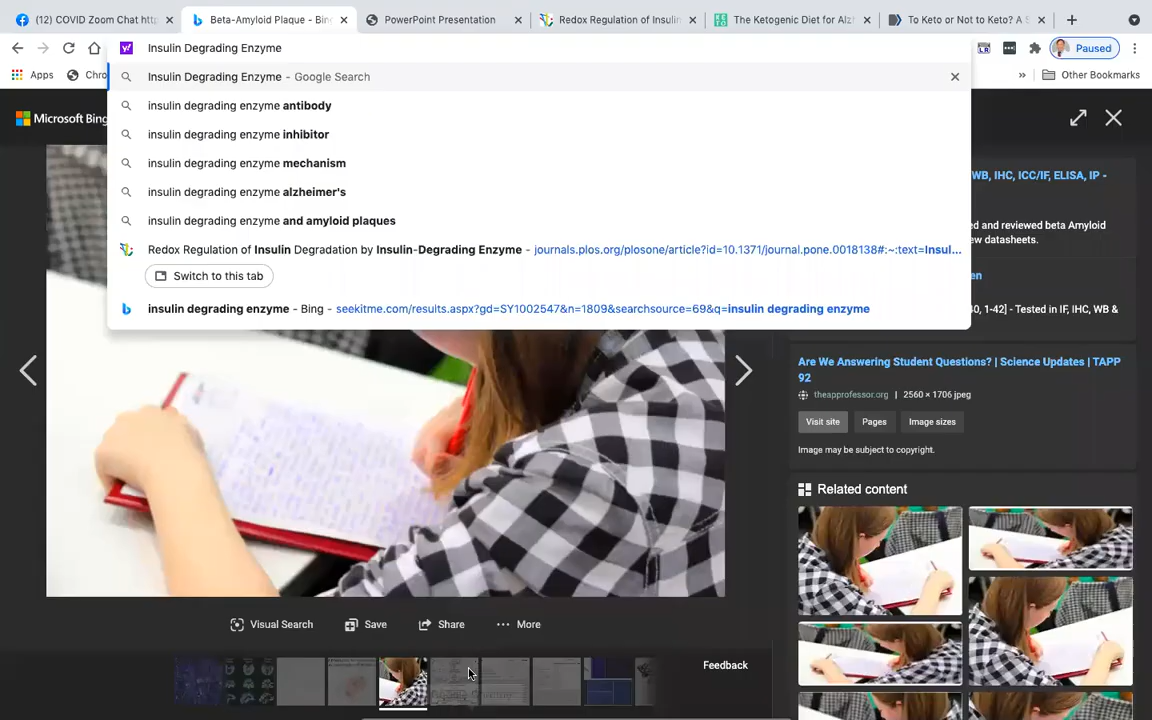 (12) COVID Zoom Chat htt
Beta-Amyloid Plaque - Bin
PowerPoint Presentation
Redox Regulation of Insulin
The Ketogenic Diet for Alz
To Keto or Not to Keto? A S
Insulin Degrading Enzyme
Paused
Apps
Chro
Other Bookmarks
Insulin Degrading Enzyme - Google Search
insulin degrading enzyme antibody
insulin degrading enzyme inhibitor
insulin degrading enzyme mechanism
insulin degrading enzyme alzheimer's
insulin degrading enzyme and amyloid plaques
Redox Regulation of Insulin Degradation by Insulin-Degrading Enzyme - journals.plos.org/plosone/article?id=10.1371/journal.pone.0018138#:~:text=Insul...
Switch to this tab
insulin degrading enzyme - Bing - seekitme.com/results.aspx?gd=SY1002547&n=1809&searchsource=69&q=insulin degrading enzyme
Microsoft Bing
WB, IHC, ICC/IF, ELISA, IP -
ed and reviewed beta Amyloid
ew datasheets.
en
0, 1-42] - Tested in IF, IHC, WB &
Are We Answering Student Questions? | Science Updates | TAPP
92
theapprofessor.org | 2560 × 1706 jpeg
Visit site
Pages
Image sizes
Image may be subject to copyright.
Related content
Visual Search
Save
Share
More
Feedback